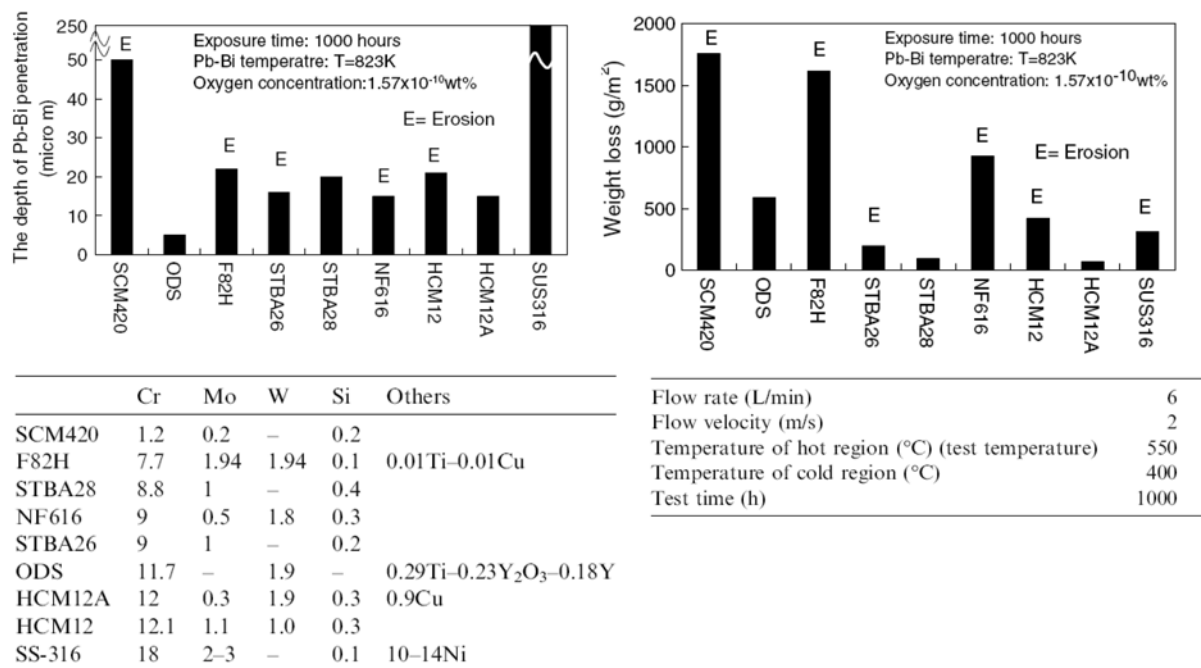 The depth of Pb-Bi penetration
(micro m)
250
50
40
30
20
10
0
Exposure time: 1000 hours
Pb-Bi temperatre: T=823K
Oxygen concentration:1.57x10-10wt%
E= Erosion
E
E
E
E
E
SCM420
ODS
F82H
STBA26
STBA28
NF616
HCM12
HCM12A
SUS316
Weight loss (g/m2)
2000
1500
1000
500
0
Exposure time: 1000 hours
Pb-Bi temperatre: T=823K
Oxygen concentration: 1.57x10-10wt%
E= Erosion
E
E
E
E
E
E
SCM420
ODS
F82H
STBA26
STBA28
NF616
HCM12
HCM12A
SUS316
Cr Mo W Si Others
SCM420 1.2 0.2 – 0.2
F82H 7.7 1.94 1.94 0.1 0.01Ti–0.01Cu
STBA28 8.8 1 – 0.4
NF616 9 0.5 1.8 0.3
STBA26 9 1 – 0.2
ODS 11.7 – 1.9 – 0.29Ti–0.23Y2O3–0.18Y
HCM12A 12 0.3 1.9 0.3 0.9Cu
HCM12 12.1 1.1 1.0 0.3
SS-316 18 2–3 – 0.1 10–14Ni
Flow rate (L/min) 6
Flow velocity (m/s) 2
Temperature of hot region (°C) (test temperature) 550
Temperature of cold region (°C) 400
Test time (h) 1000